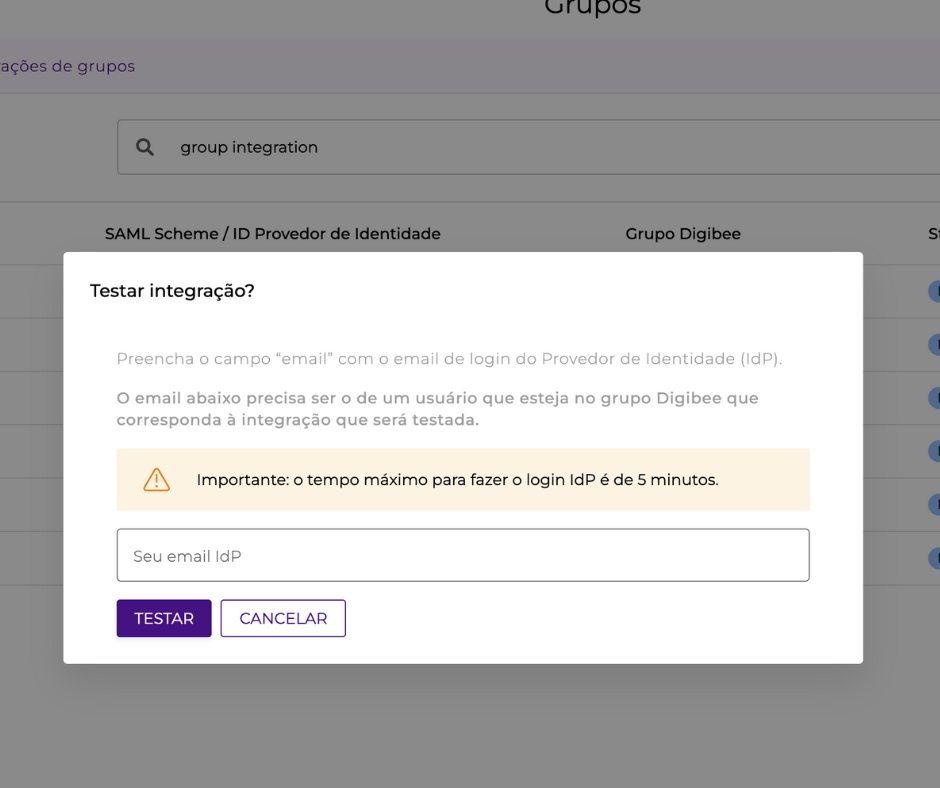 Grupos
ações de grupos
group integration
SAML Scheme / ID Provedor de Identidade
Grupo Digibee
Testar integração?
Preencha o campo “email” com o email de login do Provedor de Identidade (IdP).
O email abaixo precisa ser o de um usuário que esteja no grupo Digibee que
corresponda à integração que será testada.
Importante: o tempo máximo para fazer o login IdP é de 5 minutos.
Seu email IdP
TESTAR
CANCELAR